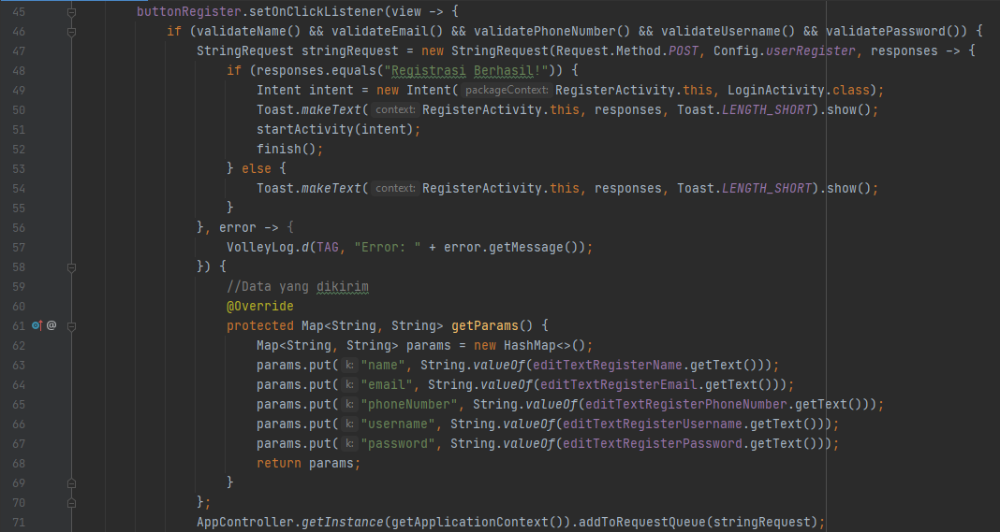 45 buttonRegister.setOnClickListener(view -> {
46 if (validateName() && validateEmail() && validatePhoneNumber() && validateUsername() && validatePassword()) {
47 StringRequest stringRequest = new StringRequest(Request.Method.POST, Config.userRegister, responses -> {
48 if (responses.equals("Registrasi Berhasil!")) {
49 Intent intent = new Intent( packageContext: RegisterActivity.this, LoginActivity.class);
50 Toast.makeText( context: RegisterActivity.this, responses, Toast.LENGTH_SHORT).show();
51 startActivity(intent);
52 finish();
53 } else {
54 Toast.makeText( context: RegisterActivity.this, responses, Toast.LENGTH_SHORT).show();
55 }
56 }, error -> {
57 VolleyLog.d(TAG, "Error: " + error.getMessage());
58 }) {
59 //Data yang dikirim
60 @Override
61 @ protected Map<String, String> getParams() {
62 Map<String, String> params = new HashMap<>();
63 params.put( k: "name", String.valueOf(editTextRegisterName.getText()));
64 params.put( k: "email", String.valueOf(editTextRegisterEmail.getText()));
65 params.put( k: "phoneNumber", String.valueOf(editTextRegisterPhoneNumber.getText()));
66 params.put( k: "username", String.valueOf(editTextRegisterUsername.getText()));
67 params.put( k: "password", String.valueOf(editTextRegisterPassword.getText()));
68 return params;
69 }
70 };
71 AppController.getInstance(getApplicationContext()).addToRequestQueue(stringRequest);